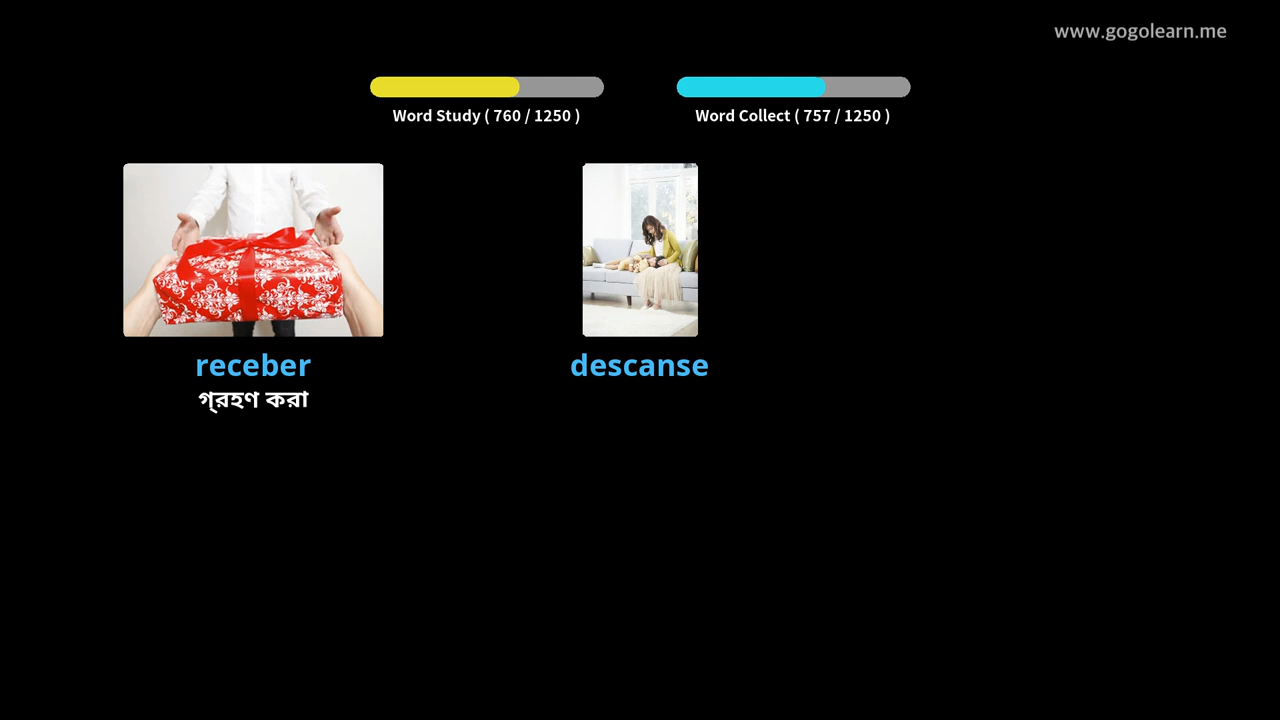 www.gogolearn.me
Word Study ( 760 / 1250 )
Word Collect ( 757 / 1250 )
receber
গ্রহণ করা
descanse